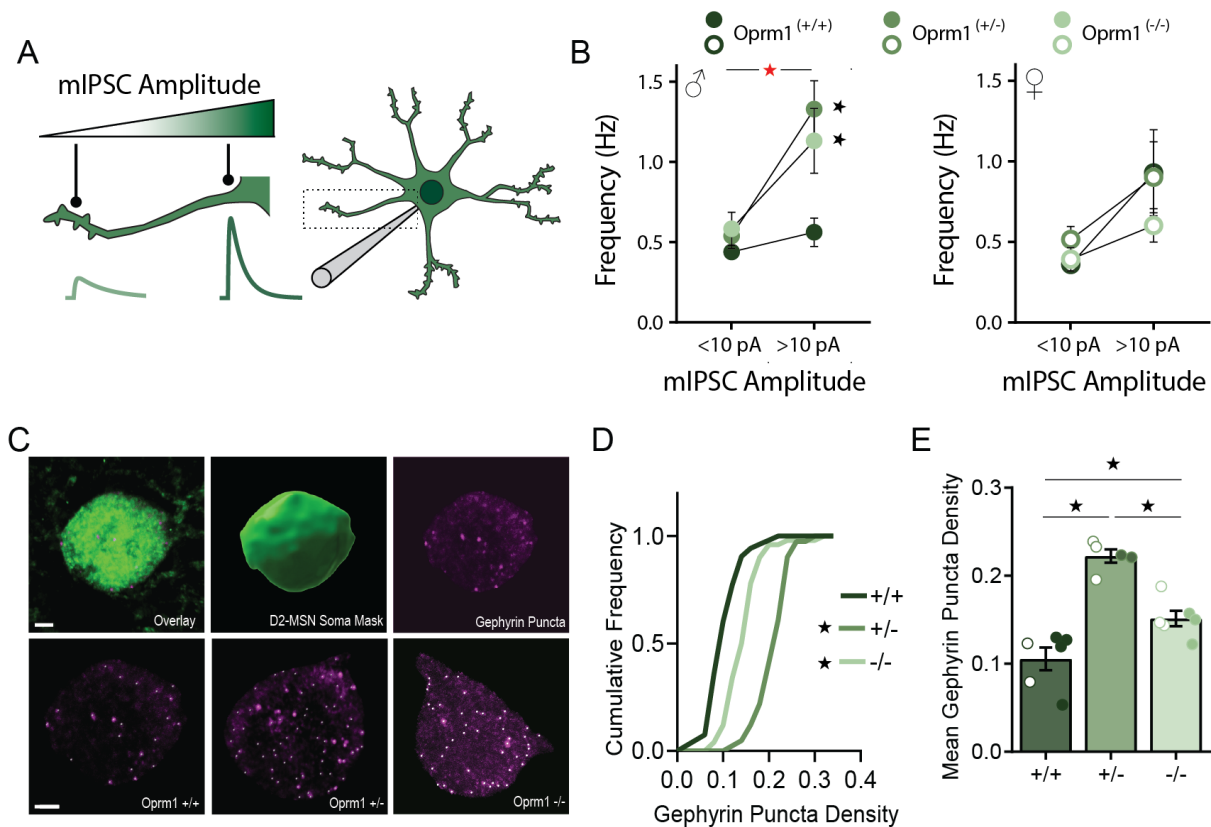 A
mIPSC Amplitude
B
Oprm1 (+/+)
Oprm1 (+/-)
Oprm1 (-/-)
♂
★
★
★
Frequency (Hz)
1.5
1.0
0.5
0.0
<10 pA >10 pA
mIPSC Amplitude
♀
Frequency (Hz)
1.5
1.0
0.5
0.0
<10 pA >10 pA
mIPSC Amplitude
C
Overlay
D2-MSN Soma Mask
Gephyrin Puncta
Oprm1 +/+
Oprm1 +/-
Oprm1 -/-
D
Cumulative Frequency
1.0
0.5
0.0
0.0 0.1 0.2 0.3 0.4
Gephyrin Puncta Density
+/+
★ +/-
★ -/-
E
Mean Gephyrin Puncta Density
0.3
0.2
0.1
0.0
★
★ ★
+/+ +/- -/-